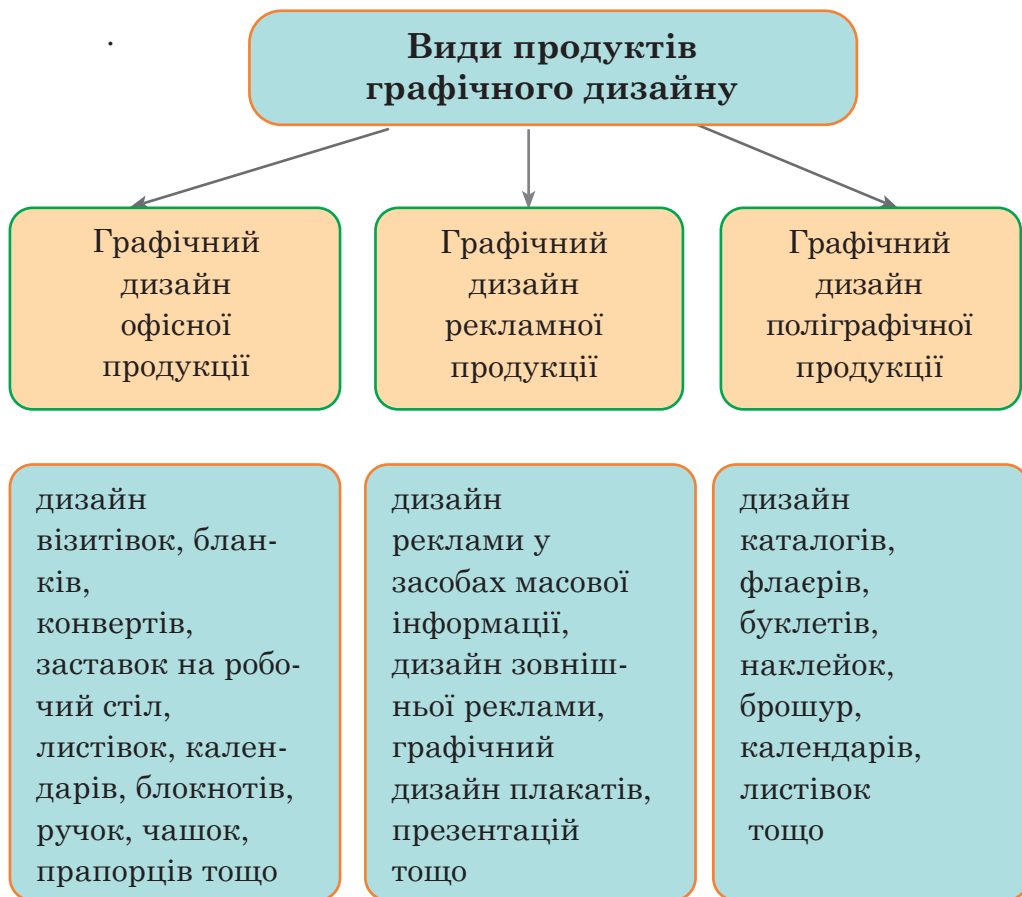 Види продуктів
графічного дизайну
Графічний
дизайн
офісної
продукції
Графічний
дизайн
рекламної
продукції
Графічний
дизайн
поліграфічної
продукції
дизайн
візитівок, блан-
ків,
конвертів,
заставок на робо-
чий стіл,
листівок, кален-
дарів, блокнотів,
ручок, чашок,
прапорців тощо
дизайн
реклами у
засобах масової
інформації,
дизайн зовніш-
ньої реклами,
графічний
дизайн плакатів,
презентацій
тощо
дизайн
каталогів,
флаєрів,
буклетів,
наклейок,
брошур,
календарів,
листівок
тощо